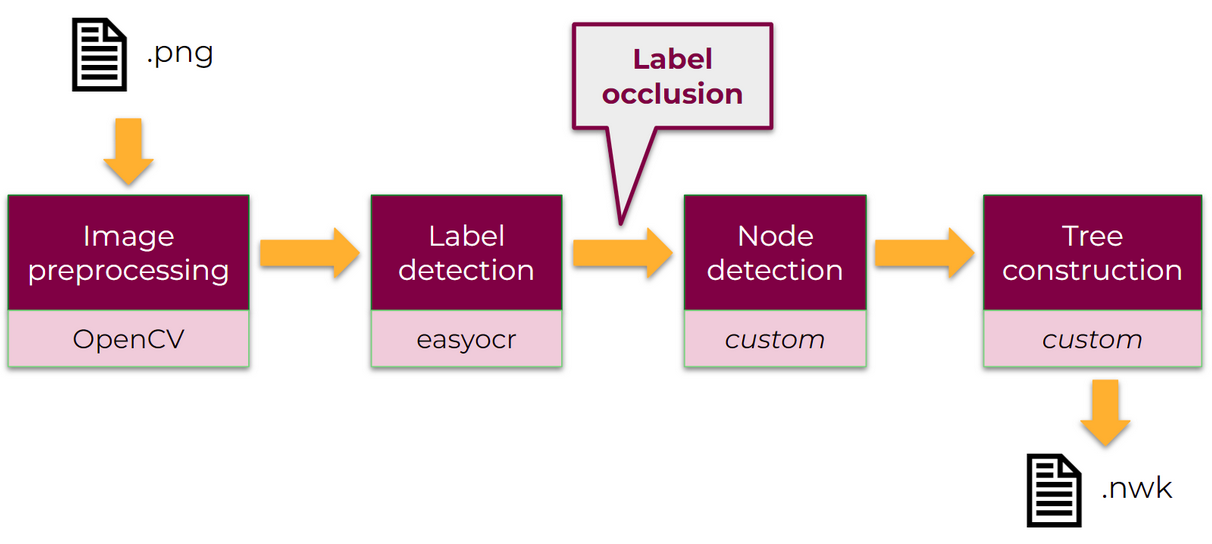 .png
Label
occlusion
Image
preprocessing
OpenCV
Label
detection
easyocr
Node
detection
custom
Tree
construction
custom
.nwk